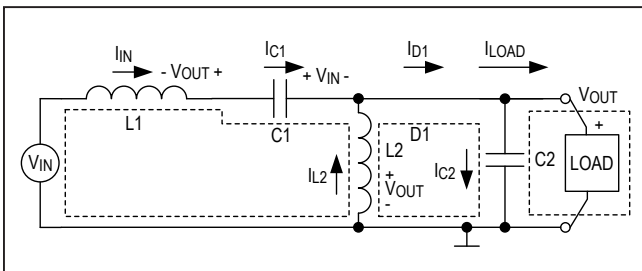 IIN - VOUT + IC1 + VIN - ID1 ILOAD
L1 C1 D1 VOUT
VIN IL2 L2 + VOUT - IC2 C2 + LOAD